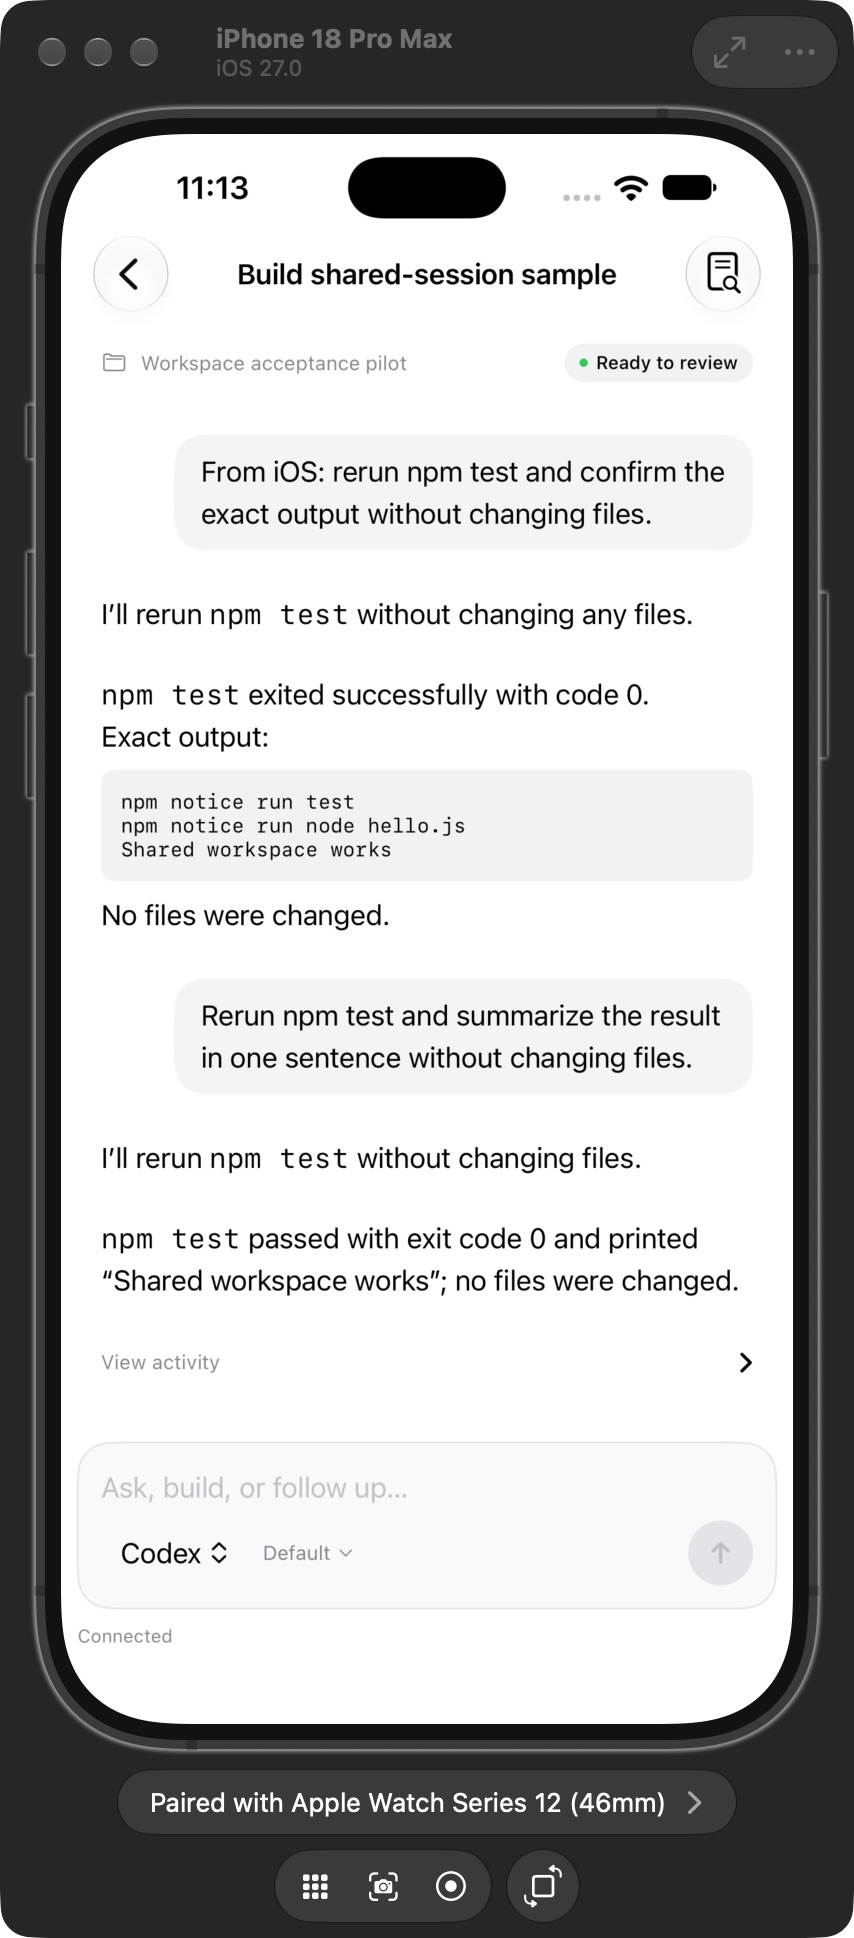 iPhone 18 Pro Max
iOS 27.0
11:13
Build shared-session sample
Workspace acceptance pilot
Ready to review
From iOS: rerun npm test and confirm the
exact output without changing files.
I’ll rerun npm test without changing any files.
npm test exited successfully with code 0.
Exact output:
npm notice run test
npm notice run node hello.js
Shared workspace works
No files were changed.
Rerun npm test and summarize the result
in one sentence without changing files.
I’ll rerun npm test without changing files.
npm test passed with exit code 0 and printed
“Shared workspace works”; no files were changed.
View activity
Ask, build, or follow up...
Codex
Default
Connected
Paired with Apple Watch Series 12 (46mm)